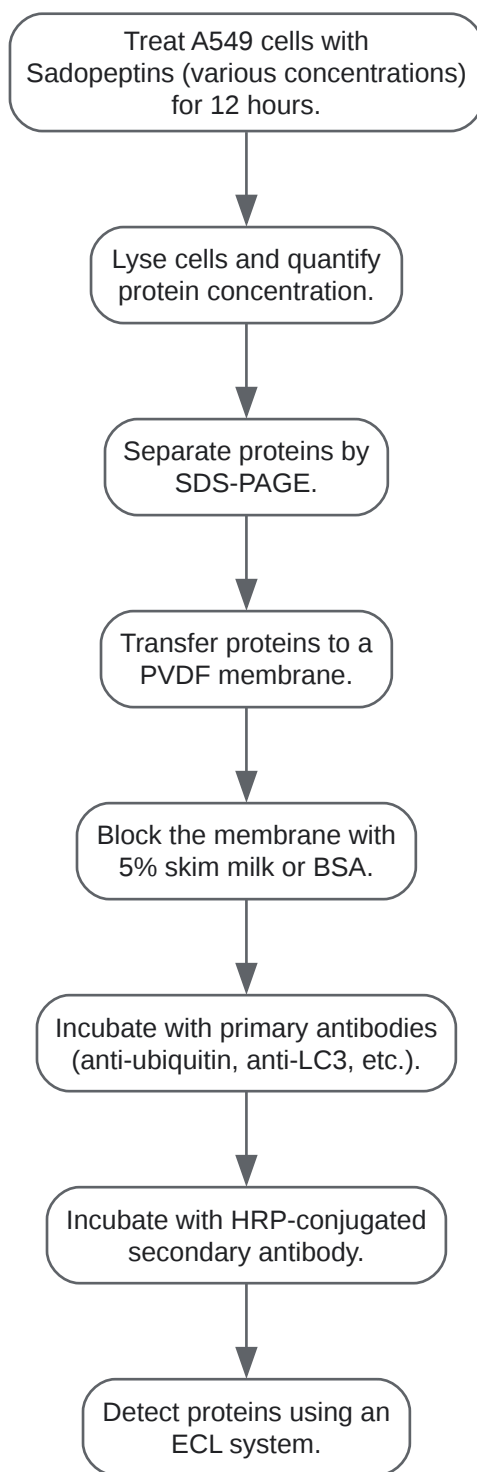 Treat A549 cells with
Sadopeptins (various concentrations)
for 12 hours.
Lyse cells and quantify
protein concentration.
Separate proteins by
SDS-PAGE.
Transfer proteins to a
PVDF membrane.
Block the membrane with
5% skim milk or BSA.
Incubate with primary antibodies
(anti-ubiquitin, anti-LC3, etc.).
Incubate with HRP-conjugated
secondary antibody.
Detect proteins using an
ECL system.